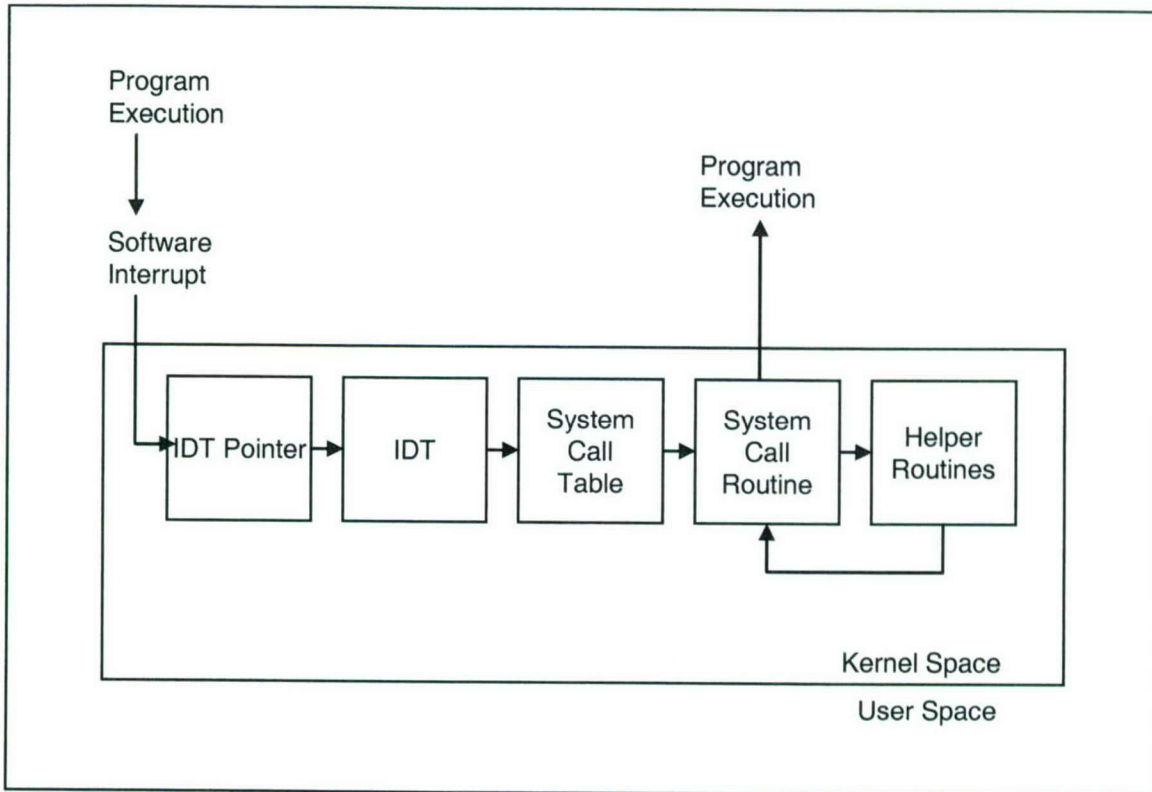 Program
Execution
Software
Interrupt
Program
Execution
IDT Pointer
IDT
System
Call
Table
System
Call
Routine
Helper
Routines
Kernel Space
User Space